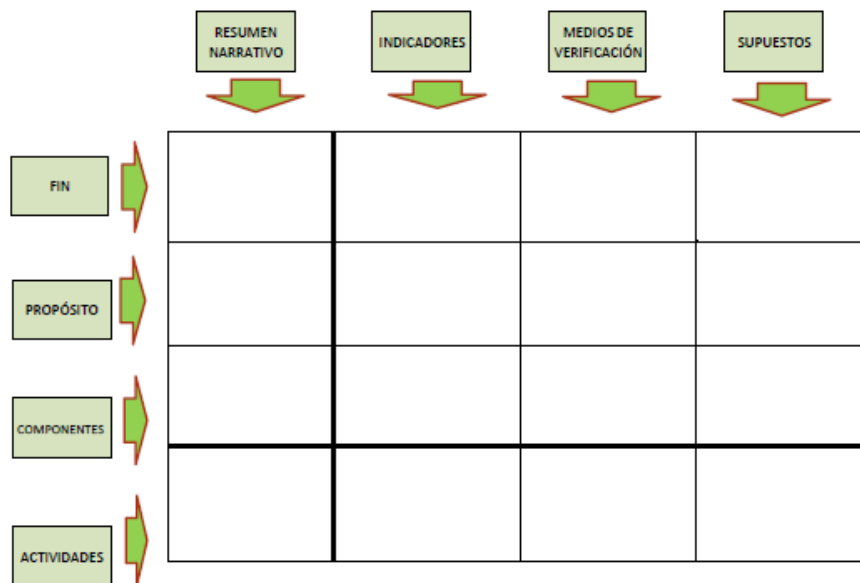 RESUMEN
NARRATIVO
INDICADORES
MEDIOS DE
VERIFICACIÓN
SUPUESTOS
FIN
PROPÓSITO
COMPONENTES
ACTIVIDADES